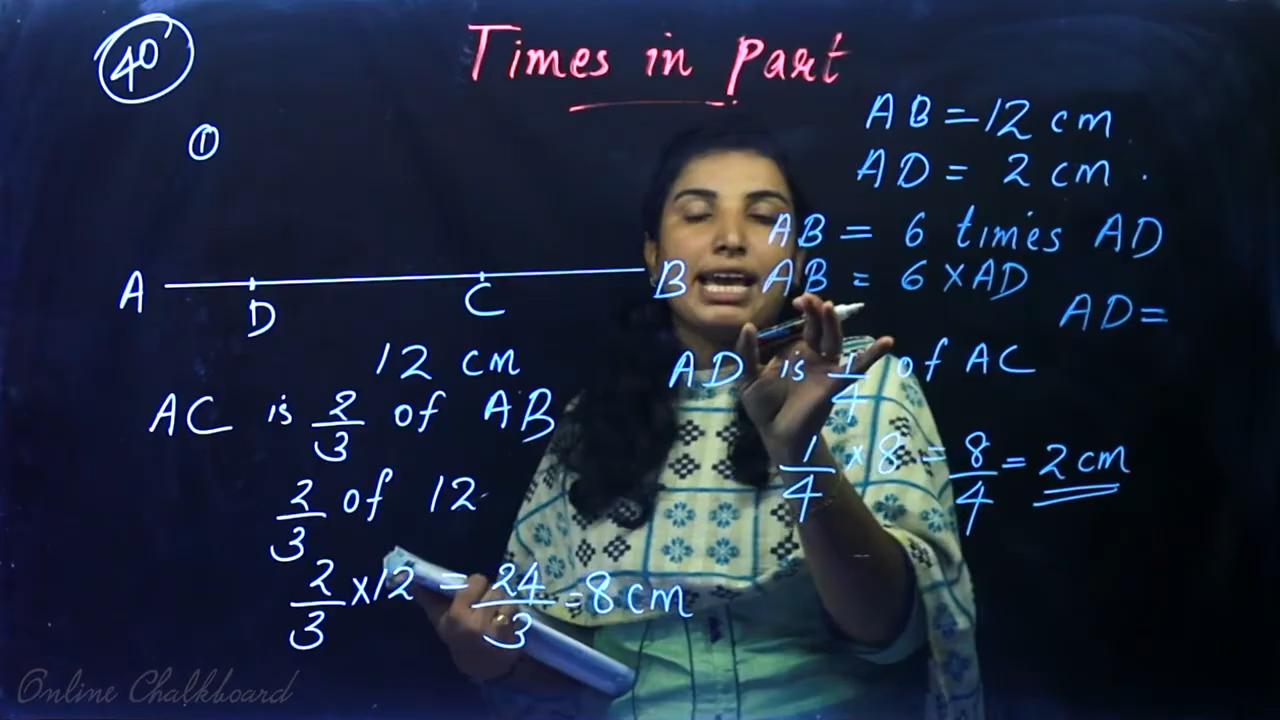 40
Times in part
①
AB = 12 cm
AD = 2 cm.
AB = 6 times AD
AB = 6 × AD
AD =
A D C B
12 cm
AC is 2/3 of AB
2/3 of 12
2/3 × 12 = 24/3 = 8 cm
AD is 1/4 of AC
1/4 × 8 = 8/4 = 2 cm
Online Chalkboard